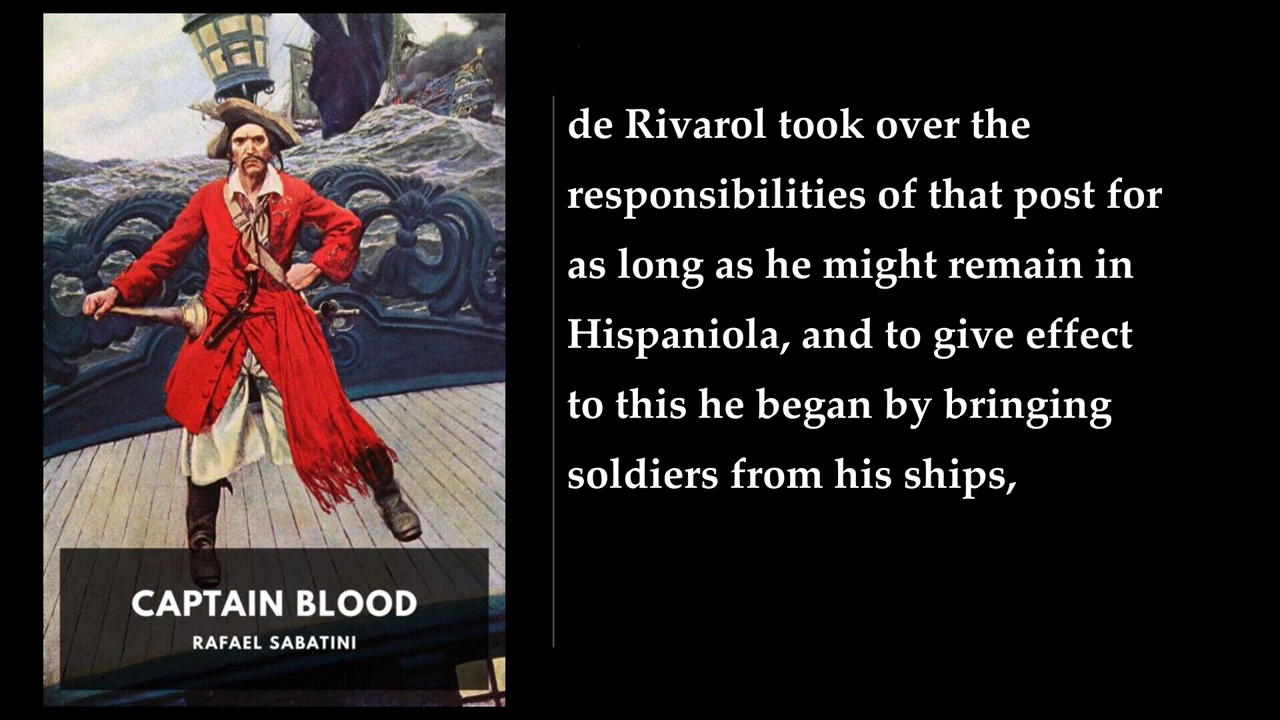 de Rivarol took over the
responsibilities of that post for
as long as he might remain in
Hispaniola, and to give effect
to this he began by bringing
soldiers from his ships,
CAPTAIN BLOOD
RAFAEL SABATINI